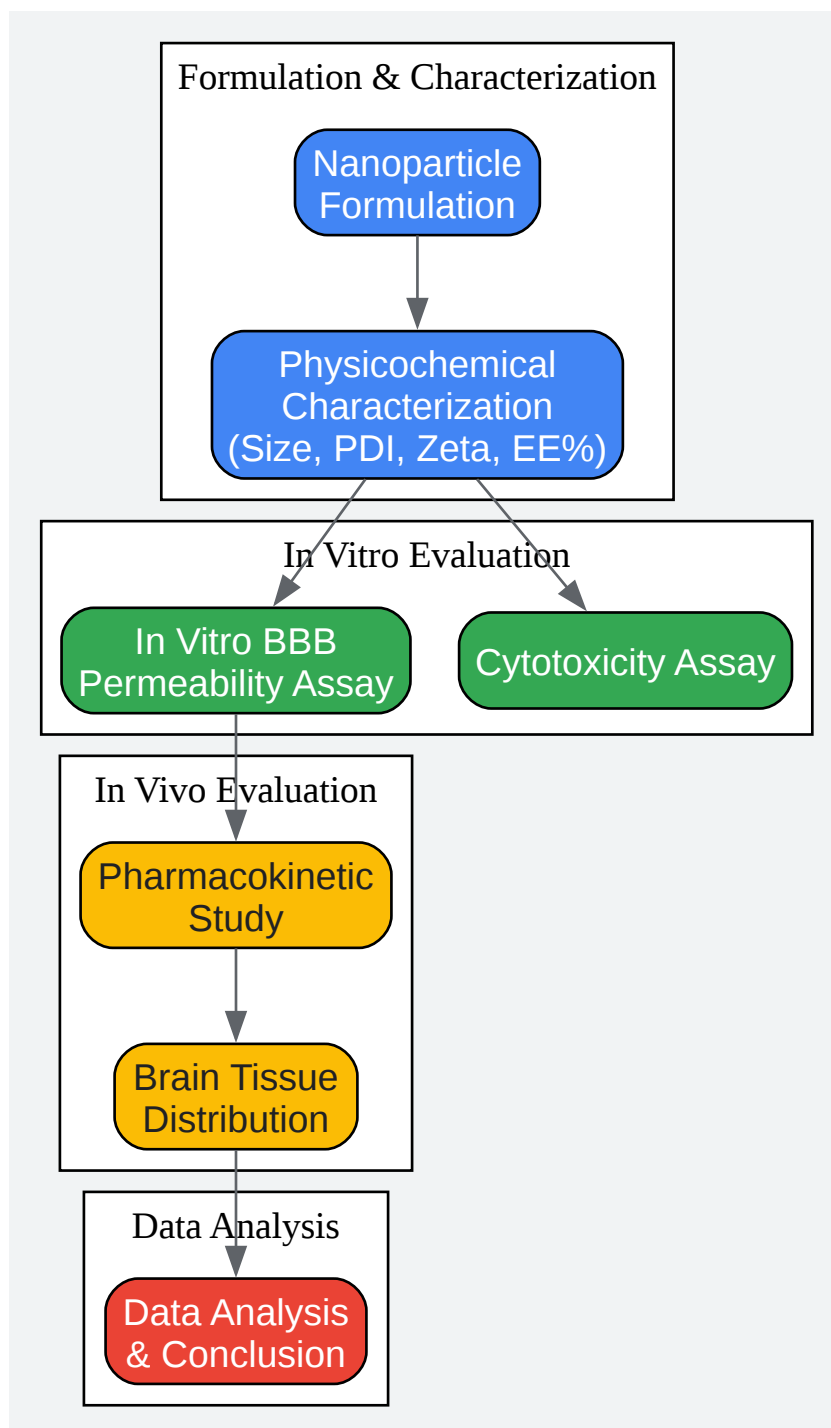 Formulation & Characterization
Nanoparticle
Formulation
Physicochemical
Characterization
(Size, PDI, Zeta, EE%)
In Vitro Evaluation
In Vitro BBB
Permeability Assay
Cytotoxicity Assay
In Vivo Evaluation
Pharmacokinetic
Study
Brain Tissue
Distribution
Data Analysis
Data Analysis
& Conclusion